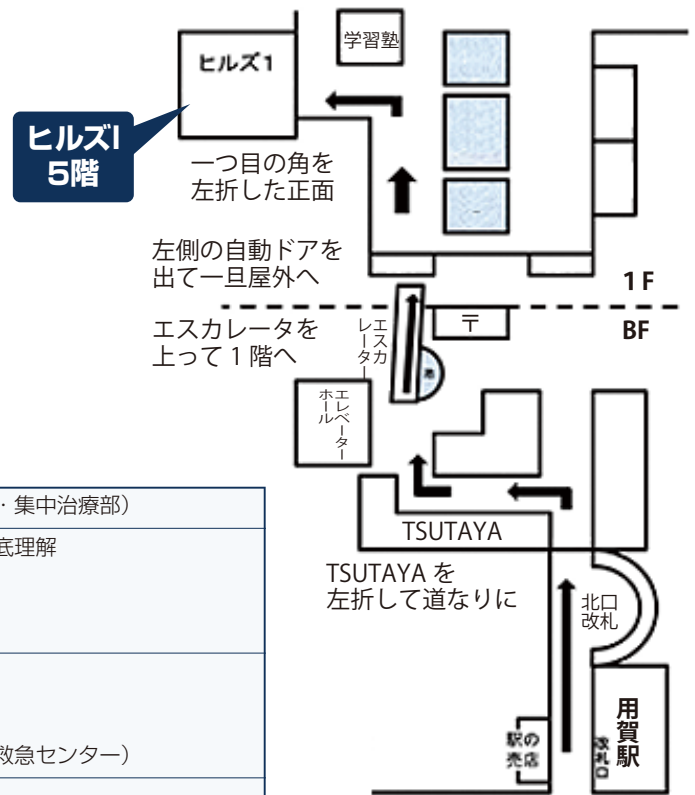 学習塾
ヒルズ1
ヒルズI
5階
一つ目の角を
左折した正面
左側の自動ドアを
出て一旦屋外へ
1F
BF
エスカレータを
上って1階へ
エスカ
レーター
〒
エレベーター
ホール
TSUTAYA
TSUTAYA を
左折して道なりに
北口
改札
用賀駅
改札口
駅の
売店
・集中治療部）
底理解
救急センター）